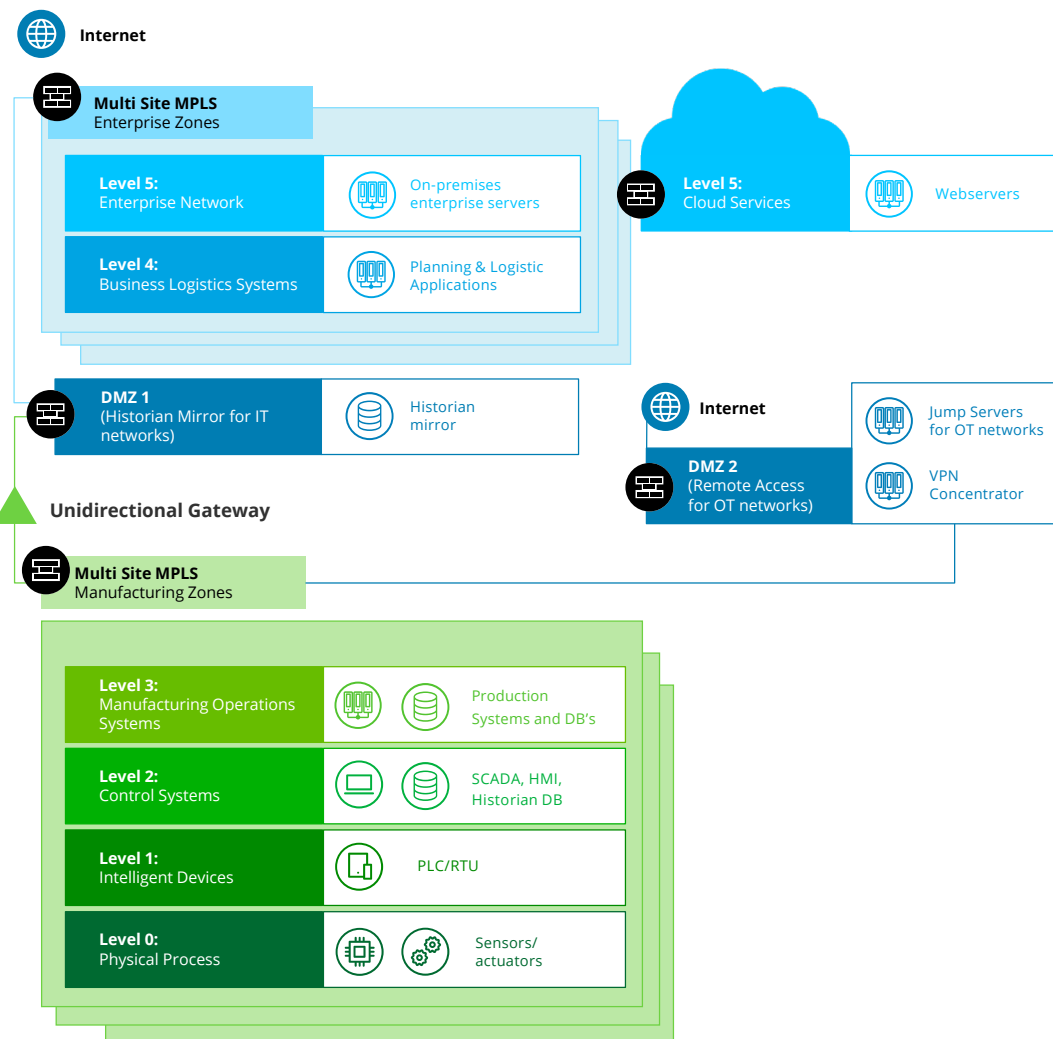 Internet
Multi Site MPLS
Enterprise Zones
Level 5:
Enterprise Network
On-premises
enterprise servers
Level 5:
Cloud Services
Webservers
Level 4:
Business Logistics Systems
Planning & Logistic
Applications
DMZ 1
(Historian Mirror for IT
networks)
Historian
mirror
Internet
Jump Servers
for OT networks
DMZ 2
(Remote Access
for OT networks)
VPN
Concentrator
Unidirectional Gateway
Multi Site MPLS
Manufacturing Zones
Level 3:
Manufacturing Operations
Systems
Production
Systems and DB's
Level 2:
Control Systems
SCADA, HMI,
Historian DB
Level 1:
Intelligent Devices
PLC/RTU
Level 0:
Physical Process
Sensors/
actuators